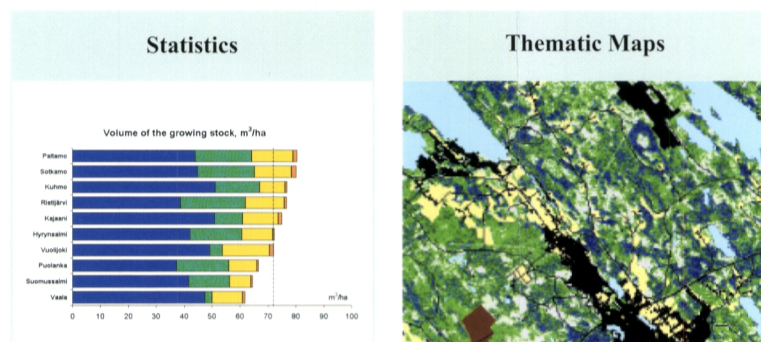 Statistics
Thematic Maps
Volume of the growing stock, m³/ha
Paltamo
Sotkamo
Kuhmo
Ristijärvi
Kajaani
Hyrynsalmi
Vuolijoki
Puolanka
Suomussalmi
Vaala
m³/ha
0 10 20 30 40 50 60 70 80 90 100